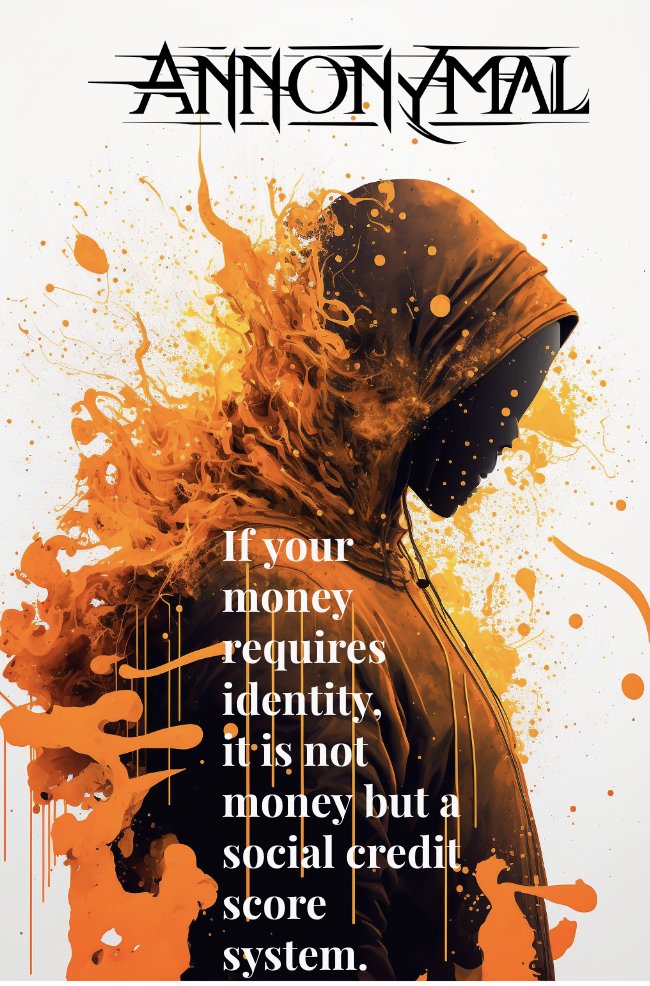 ANNONYMAL
If your
money
requires
identity,
it is not
money but a
social credit
score
system.